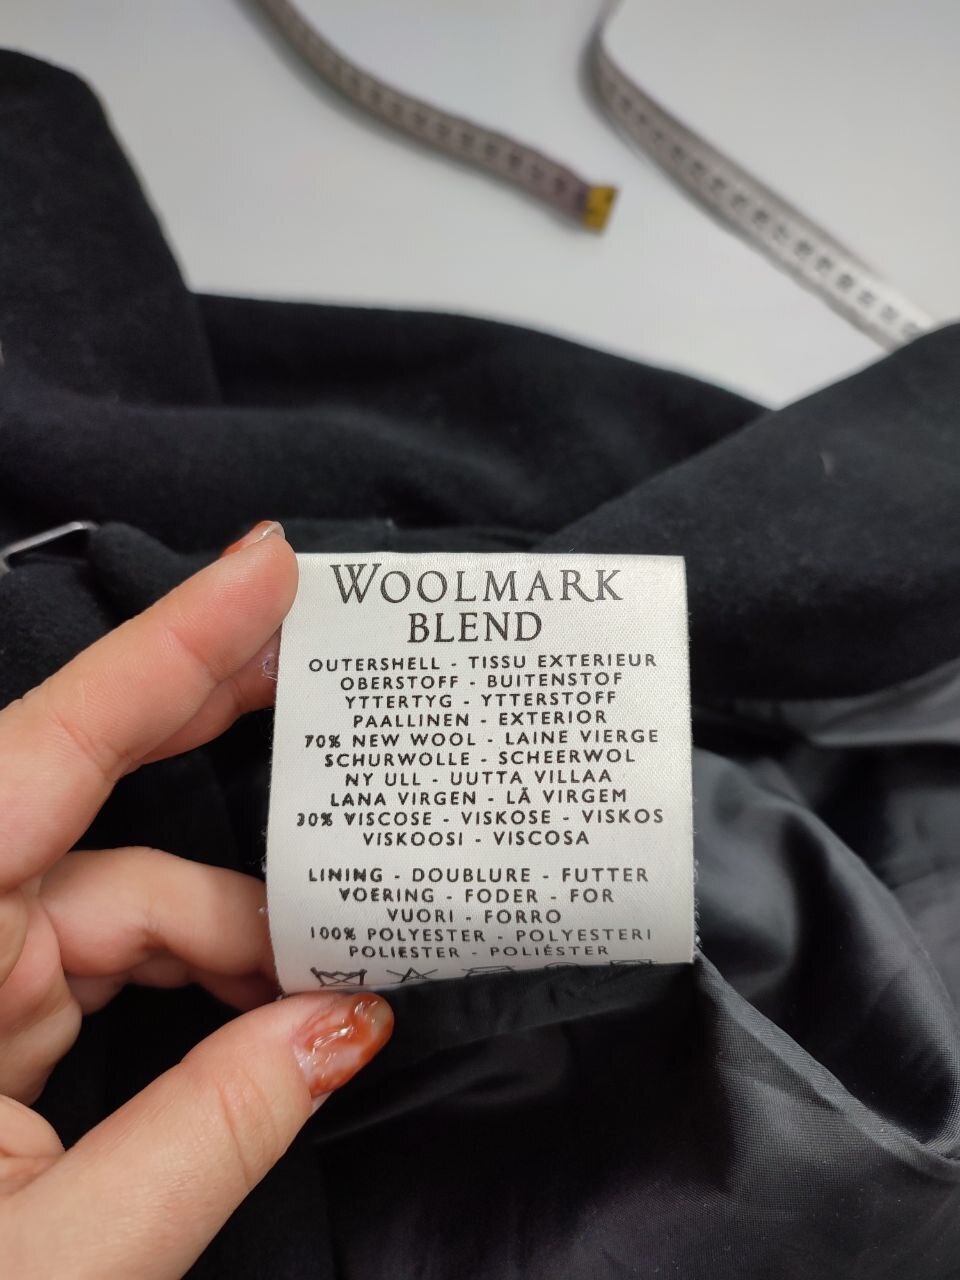 WOOLMARK
BLEND
OUTERSHELL - TISSU EXTERIEUR
OBERSTOFF - BUITENSTOF
YTTERTYG - YTTERSTOFF
PAALLINEN - EXTERIOR
70% NEW WOOL - LAINE VIERGE
SCHURWOLLE - SCHEERWOL
NY ULL - UUTTA VILLAA
LANA VIRGEN - LÃ VIRGEM
30% VISCOSE - VISKOSE - VISKOS
VISKOOSI - VISCOSA
LINING - DOUBLURE - FUTTER
VOERING - FODER - FOR
VUORI - FORRO
100% POLYESTER - POLYESTERI
POLIESTER - POLIÉSTER